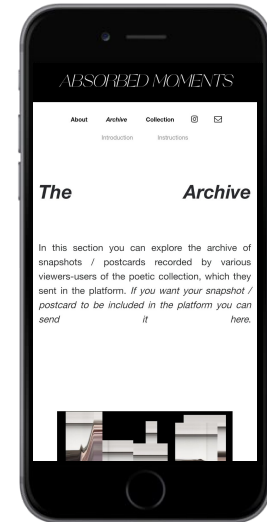 ABSORBED MOMENTS
About Archive Collection
Introduction Instructions
The Archive
In this section you can explore the archive of
snapshots / postcards recorded by various
viewers-users of the poetic collection, which they
sent in the platform. If you want your snapshot /
postcard to be included in the platform you can
send it here.